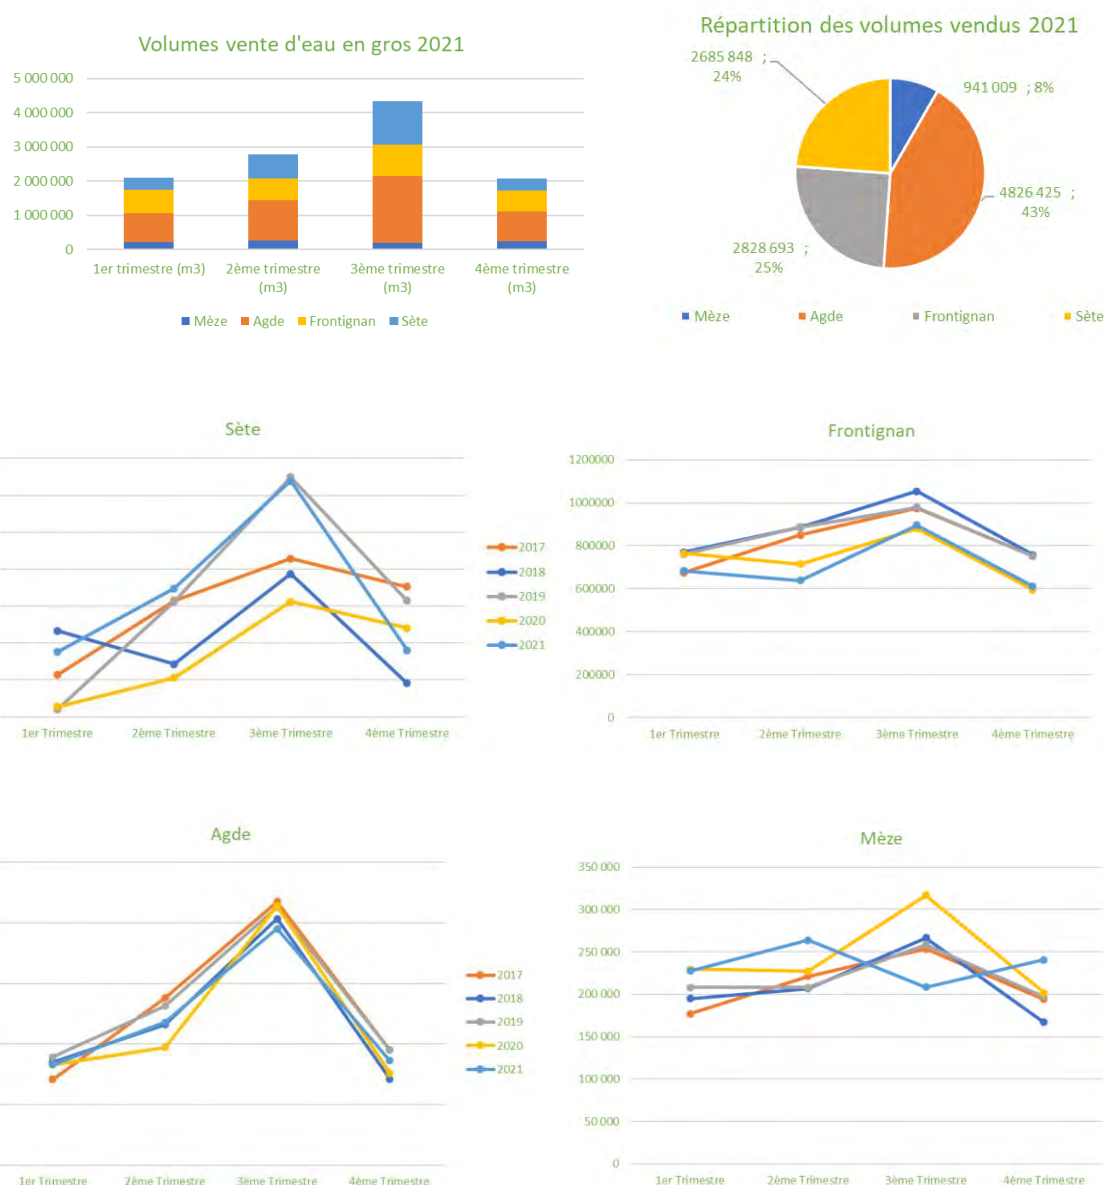 Volumes vente d'eau en gros 2021
5 000 000
4 000 000
3 000 000
2 000 000
1 000 000
0
1er trimestre (m3)
2ème trimestre
(m3)
3ème trimestre
(m3)
4ème trimestre
(m3)
Mèze Agde Frontignan Sète
Répartition des volumes vendus 2021
2685 848 ;
24%
941 009 ; 8%
4826 425 ;
43%
2828 693 ;
25%
Mèze Agde Frontignan Sète
Sète
2017
2018
2019
2020
2021
1er Trimestre 2ème Trimestre 3ème Trimestre 4ème Trimestre
Frontignan
1200000
1000000
800000
600000
400000
200000
0
1er Trimestre 2ème Trimestre 3ème Trimestre 4ème Trimestre
Agde
2017
2018
2019
2020
2021
1er Trimestre 2ème Trimestre 3ème Trimestre 4ème Trimestre
Mèze
350 000
300 000
250 000
200 000
150 000
100 000
50 000
0
1er Trimestre 2ème Trimestre 3ème Trimestre 4ème Trimestre